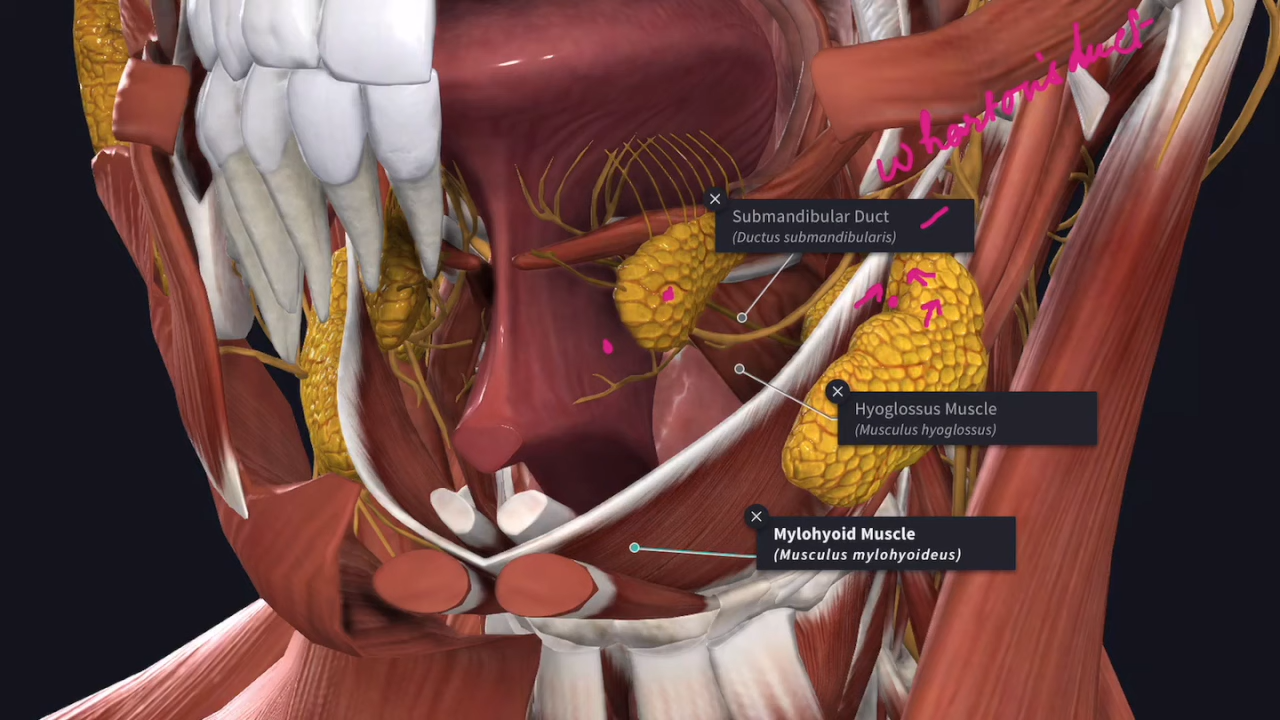 Wharton's duct
Submandibular Duct
(Ductus submandibularis)
Hyoglossus Muscle
(Musculus hyoglossus)
Mylohyoid Muscle
(Musculus mylohyoideus)